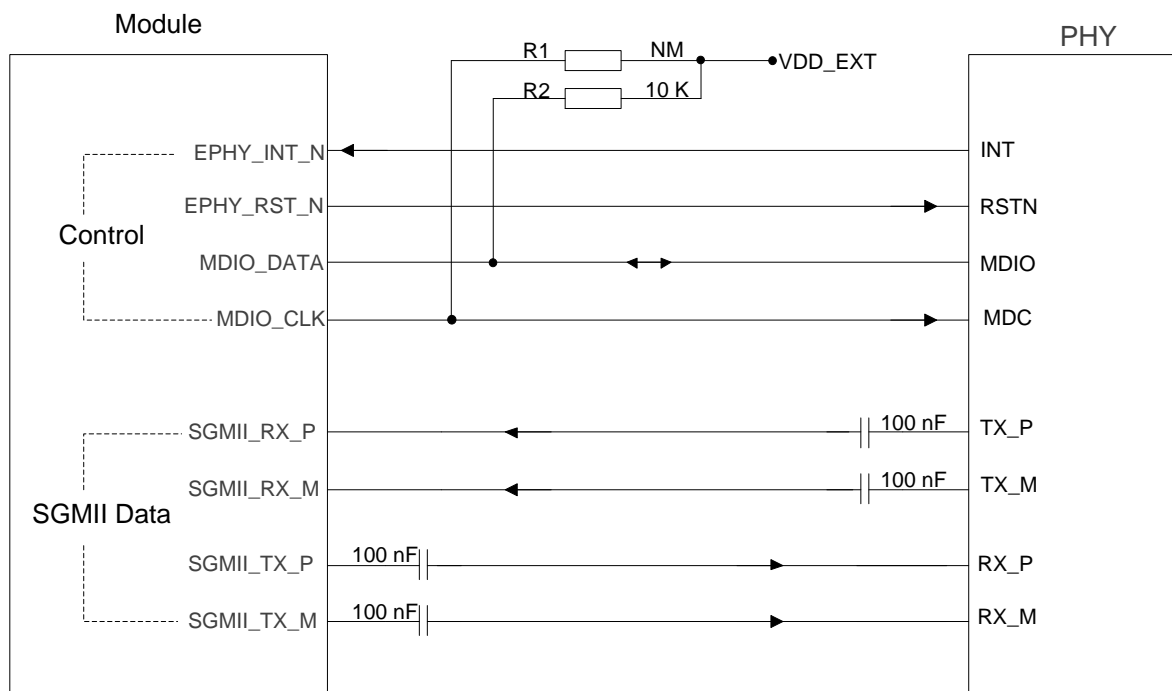 Module
PHY
R1
NM
VDD_EXT
R2
10 K
EPHY_INT_N
INT
EPHY_RST_N
RSTN
Control
MDIO_DATA
MDIO
MDIO_CLK
MDC
SGMII_RX_P
100 nF
TX_P
SGMII_RX_M
100 nF
TX_M
SGMII Data
SGMII_TX_P
100 nF
RX_P
SGMII_TX_M
100 nF
RX_M